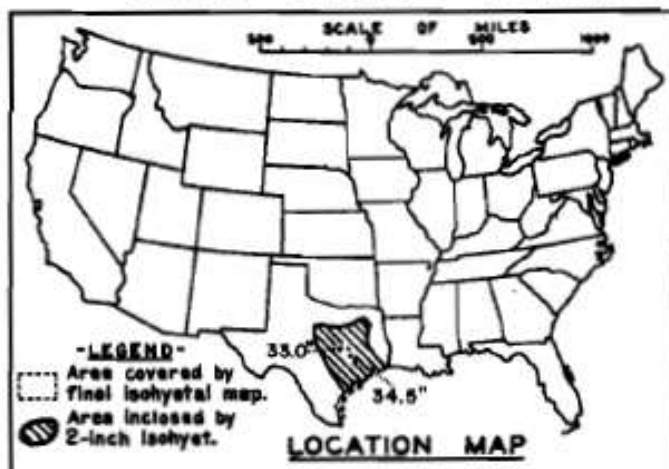 SCALE OF MILES
500 0 500 1000
33.0"
34.5"
-LEGEND-
Area covered by
final isohyetal map.
Area inclosed by
2-inch isohyet.
LOCATION MAP